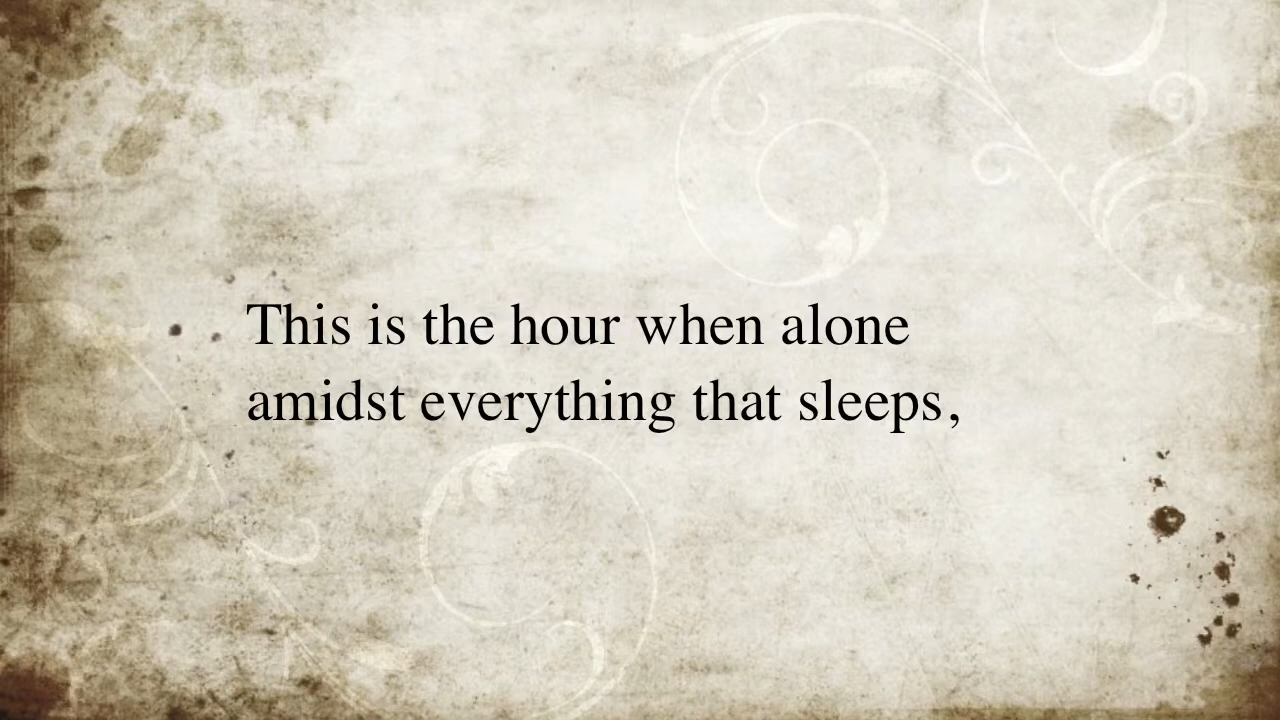 This is the hour when alone
amidst everything that sleeps,